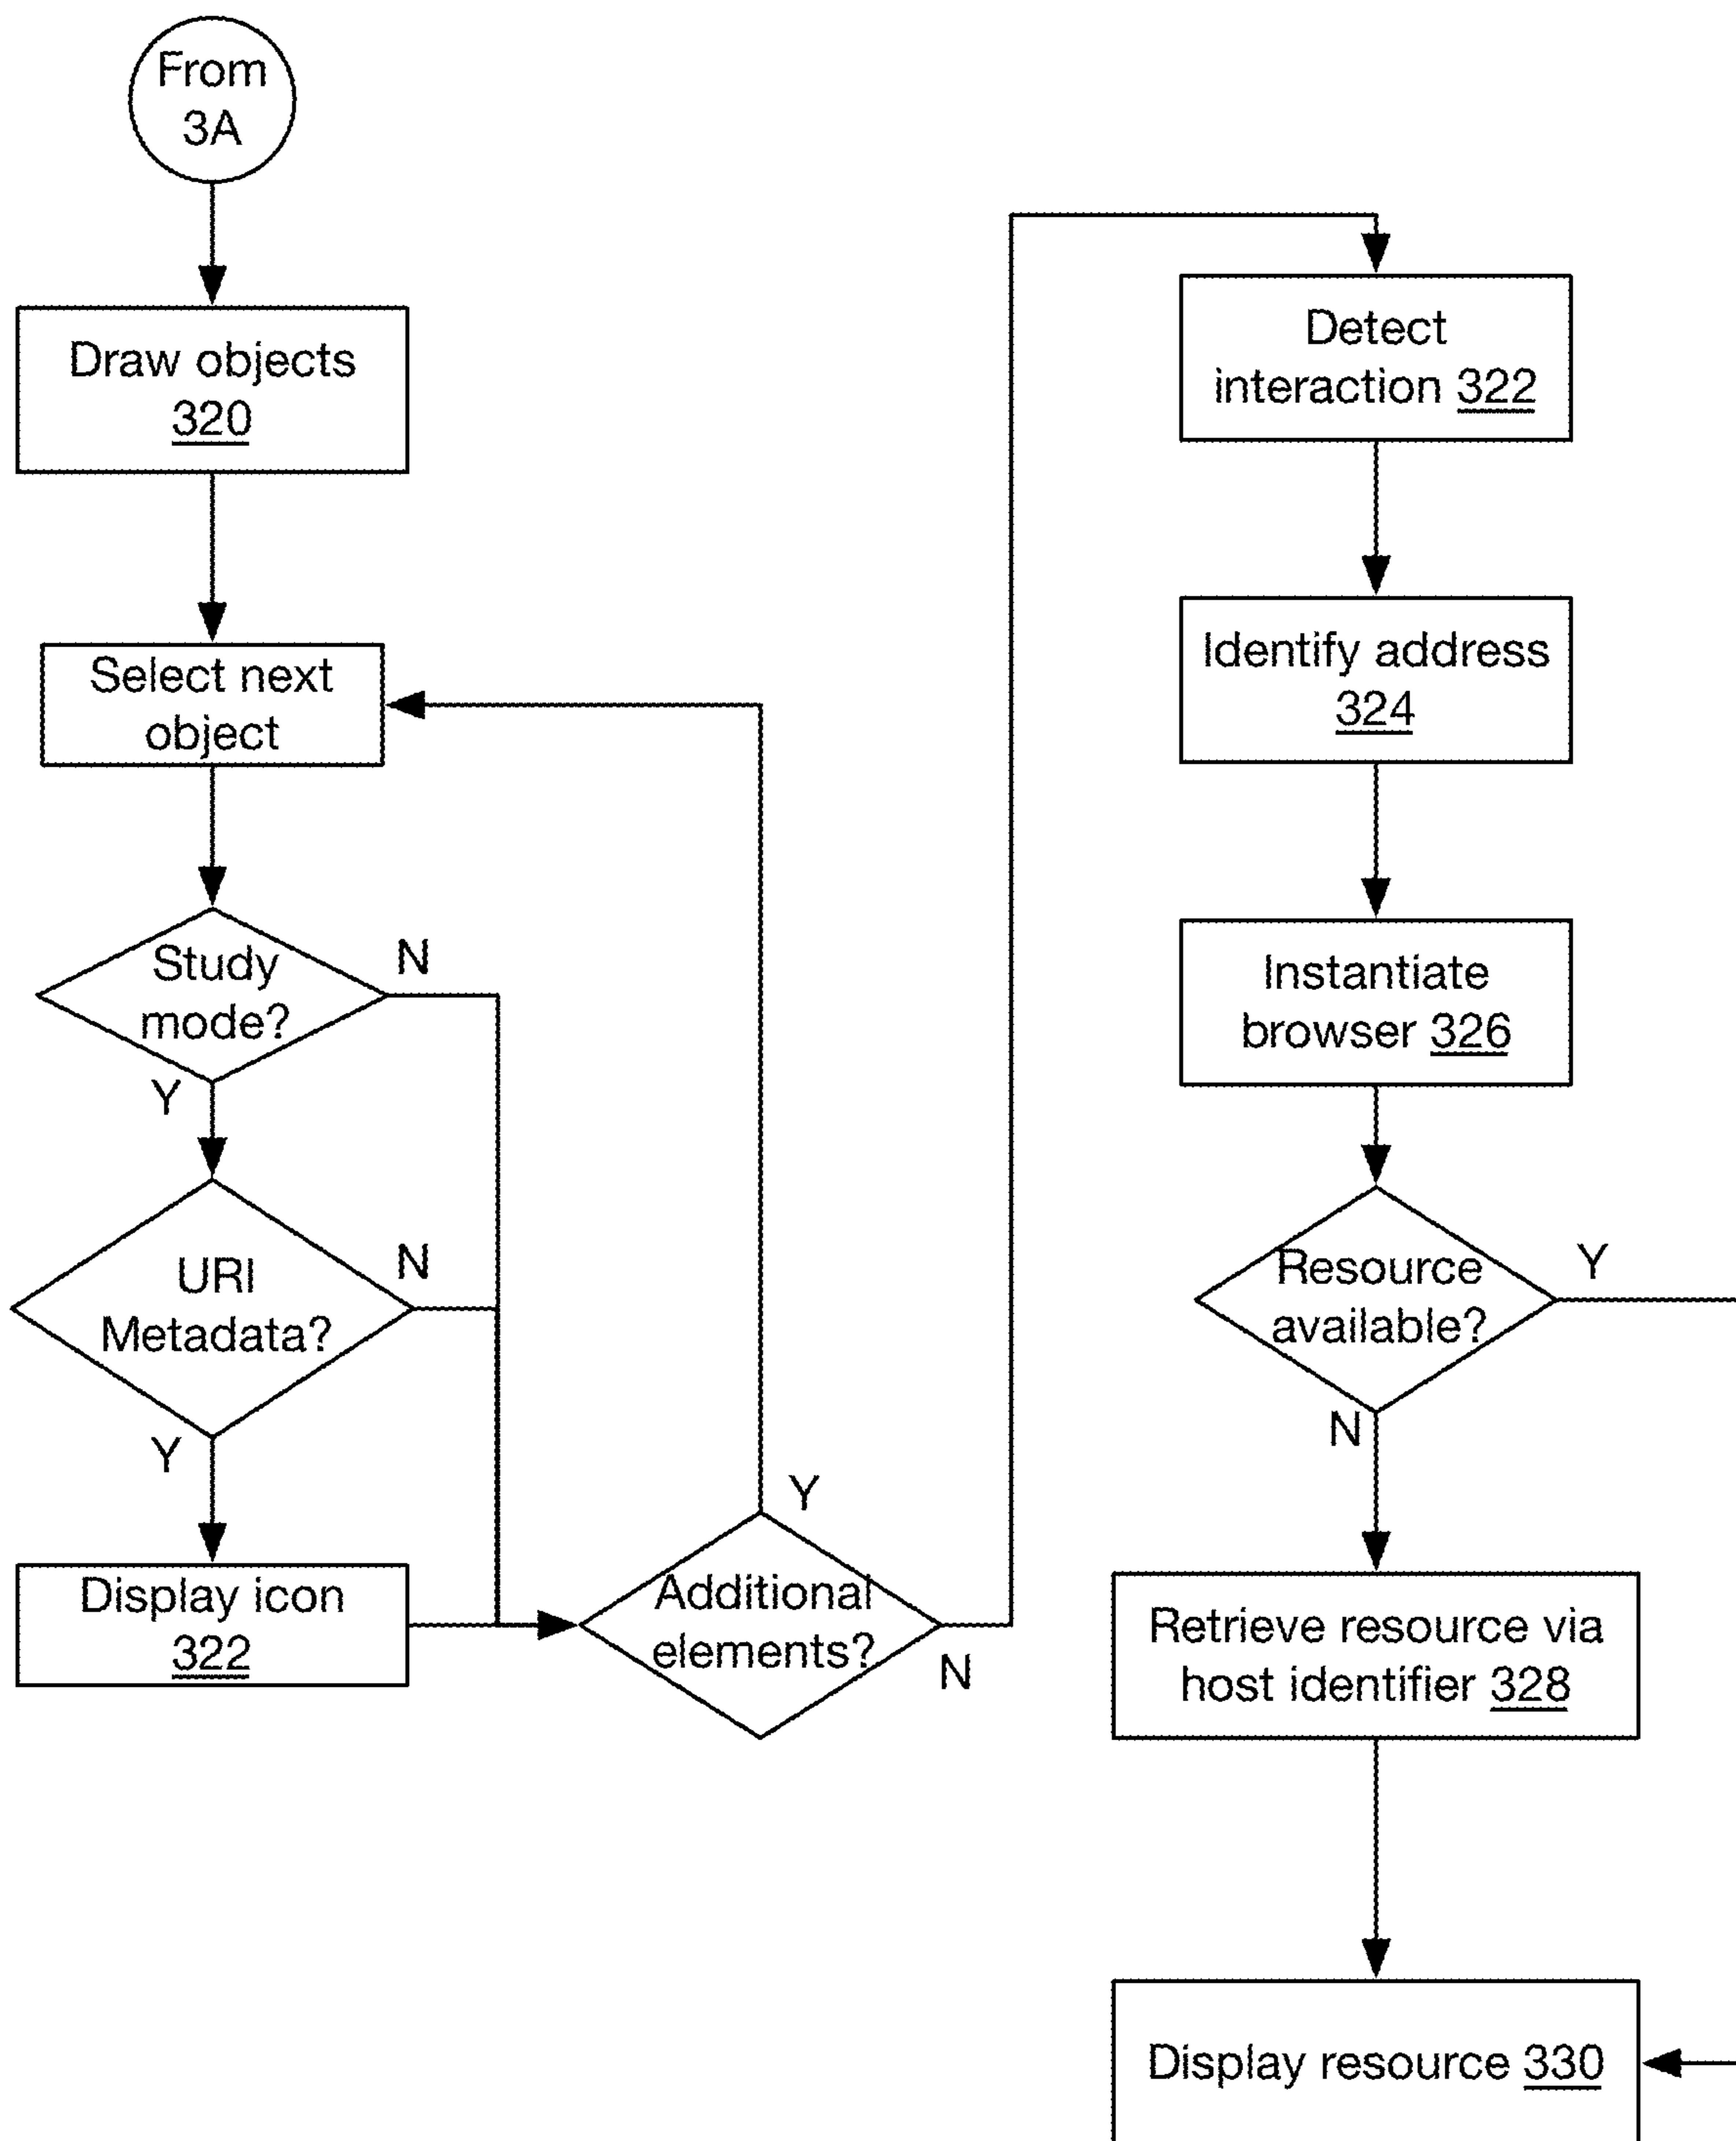 From
3A
Draw objects
320
Select next
object
Study
mode?
N
Y
URI
Metadata?
N
Y
Display icon
322
Additional
elements?
Y
N
Detect
interaction 322
Identify address
324
Instantiate
browser 326
Resource
available?
Y
N
Retrieve resource via
host identifier 328
Display resource 330